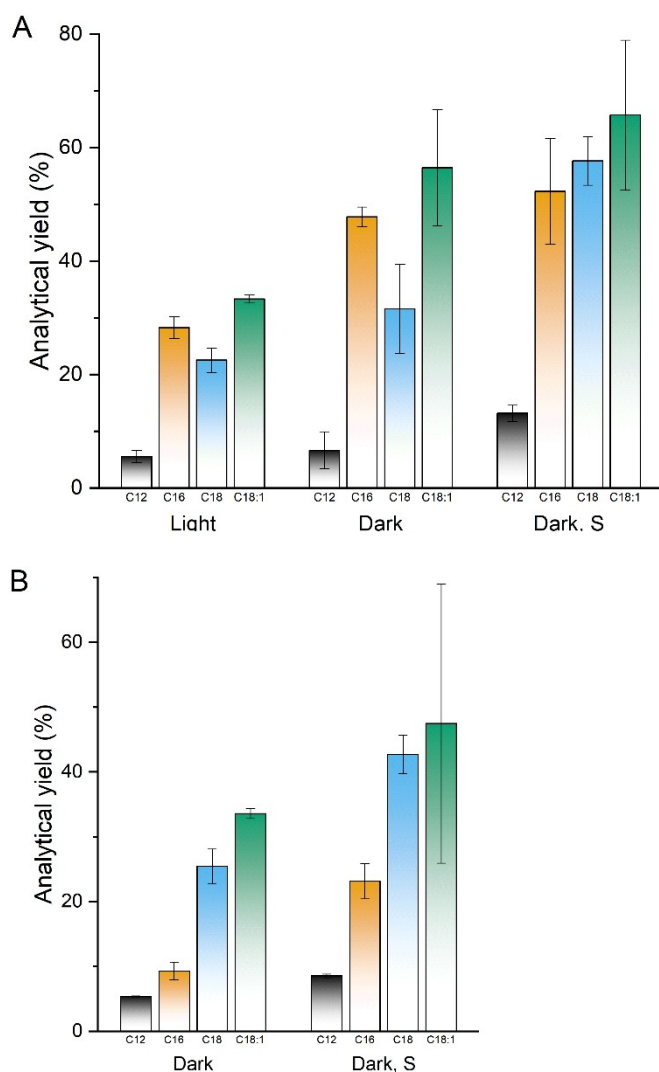 A
Analytical yield (%)
80
60
40
20
0
C12 C16 C18 C18:1 C12 C16 C18 C18:1 C12 C16 C18 C18:1
Light Dark Dark, S
B
Analytical yield (%)
60
40
20
0
C12 C16 C18 C18:1 C12 C16 C18 C18:1
Dark Dark, S